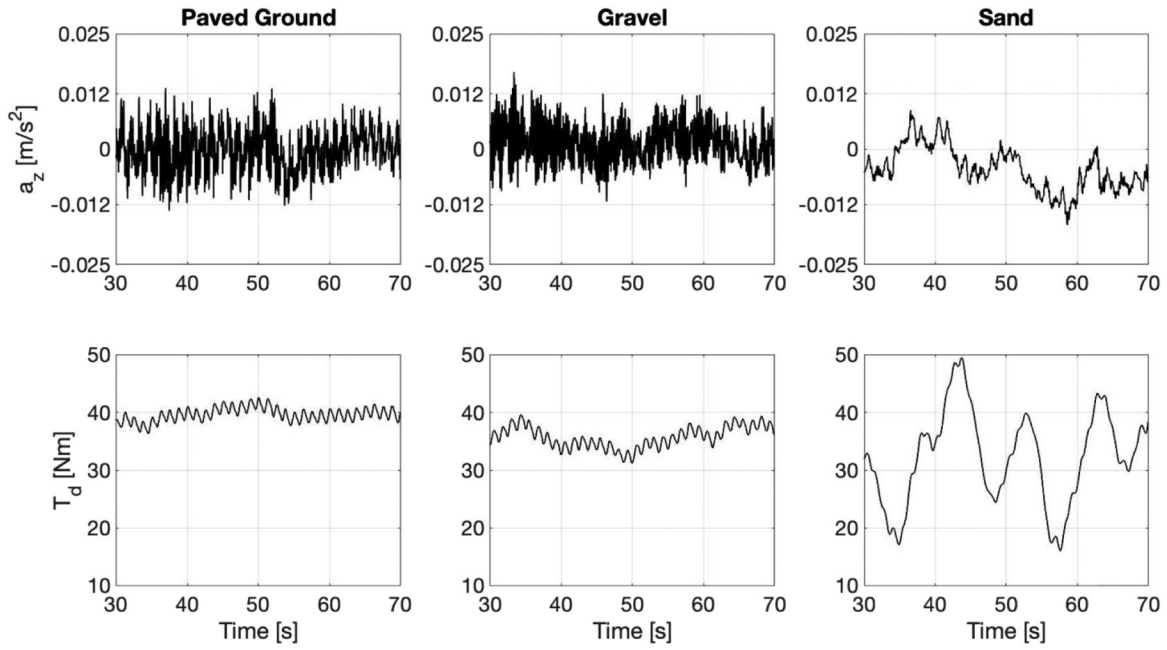 Paved Ground Gravel Sand
0.025 0.025 0.025
0.012 0.012 0.012
0 0 0
-0.012 -0.012 -0.012
-0.025 -0.025 -0.025
a_z [m/s²]
30 40 50 60 70 30 40 50 60 70 30 40 50 60 70
50 50 50
40 40 40
30 30 30
20 20 20
10 10 10
T_d [Nm]
30 40 50 60 70 30 40 50 60 70 30 40 50 60 70
Time [s] Time [s] Time [s]